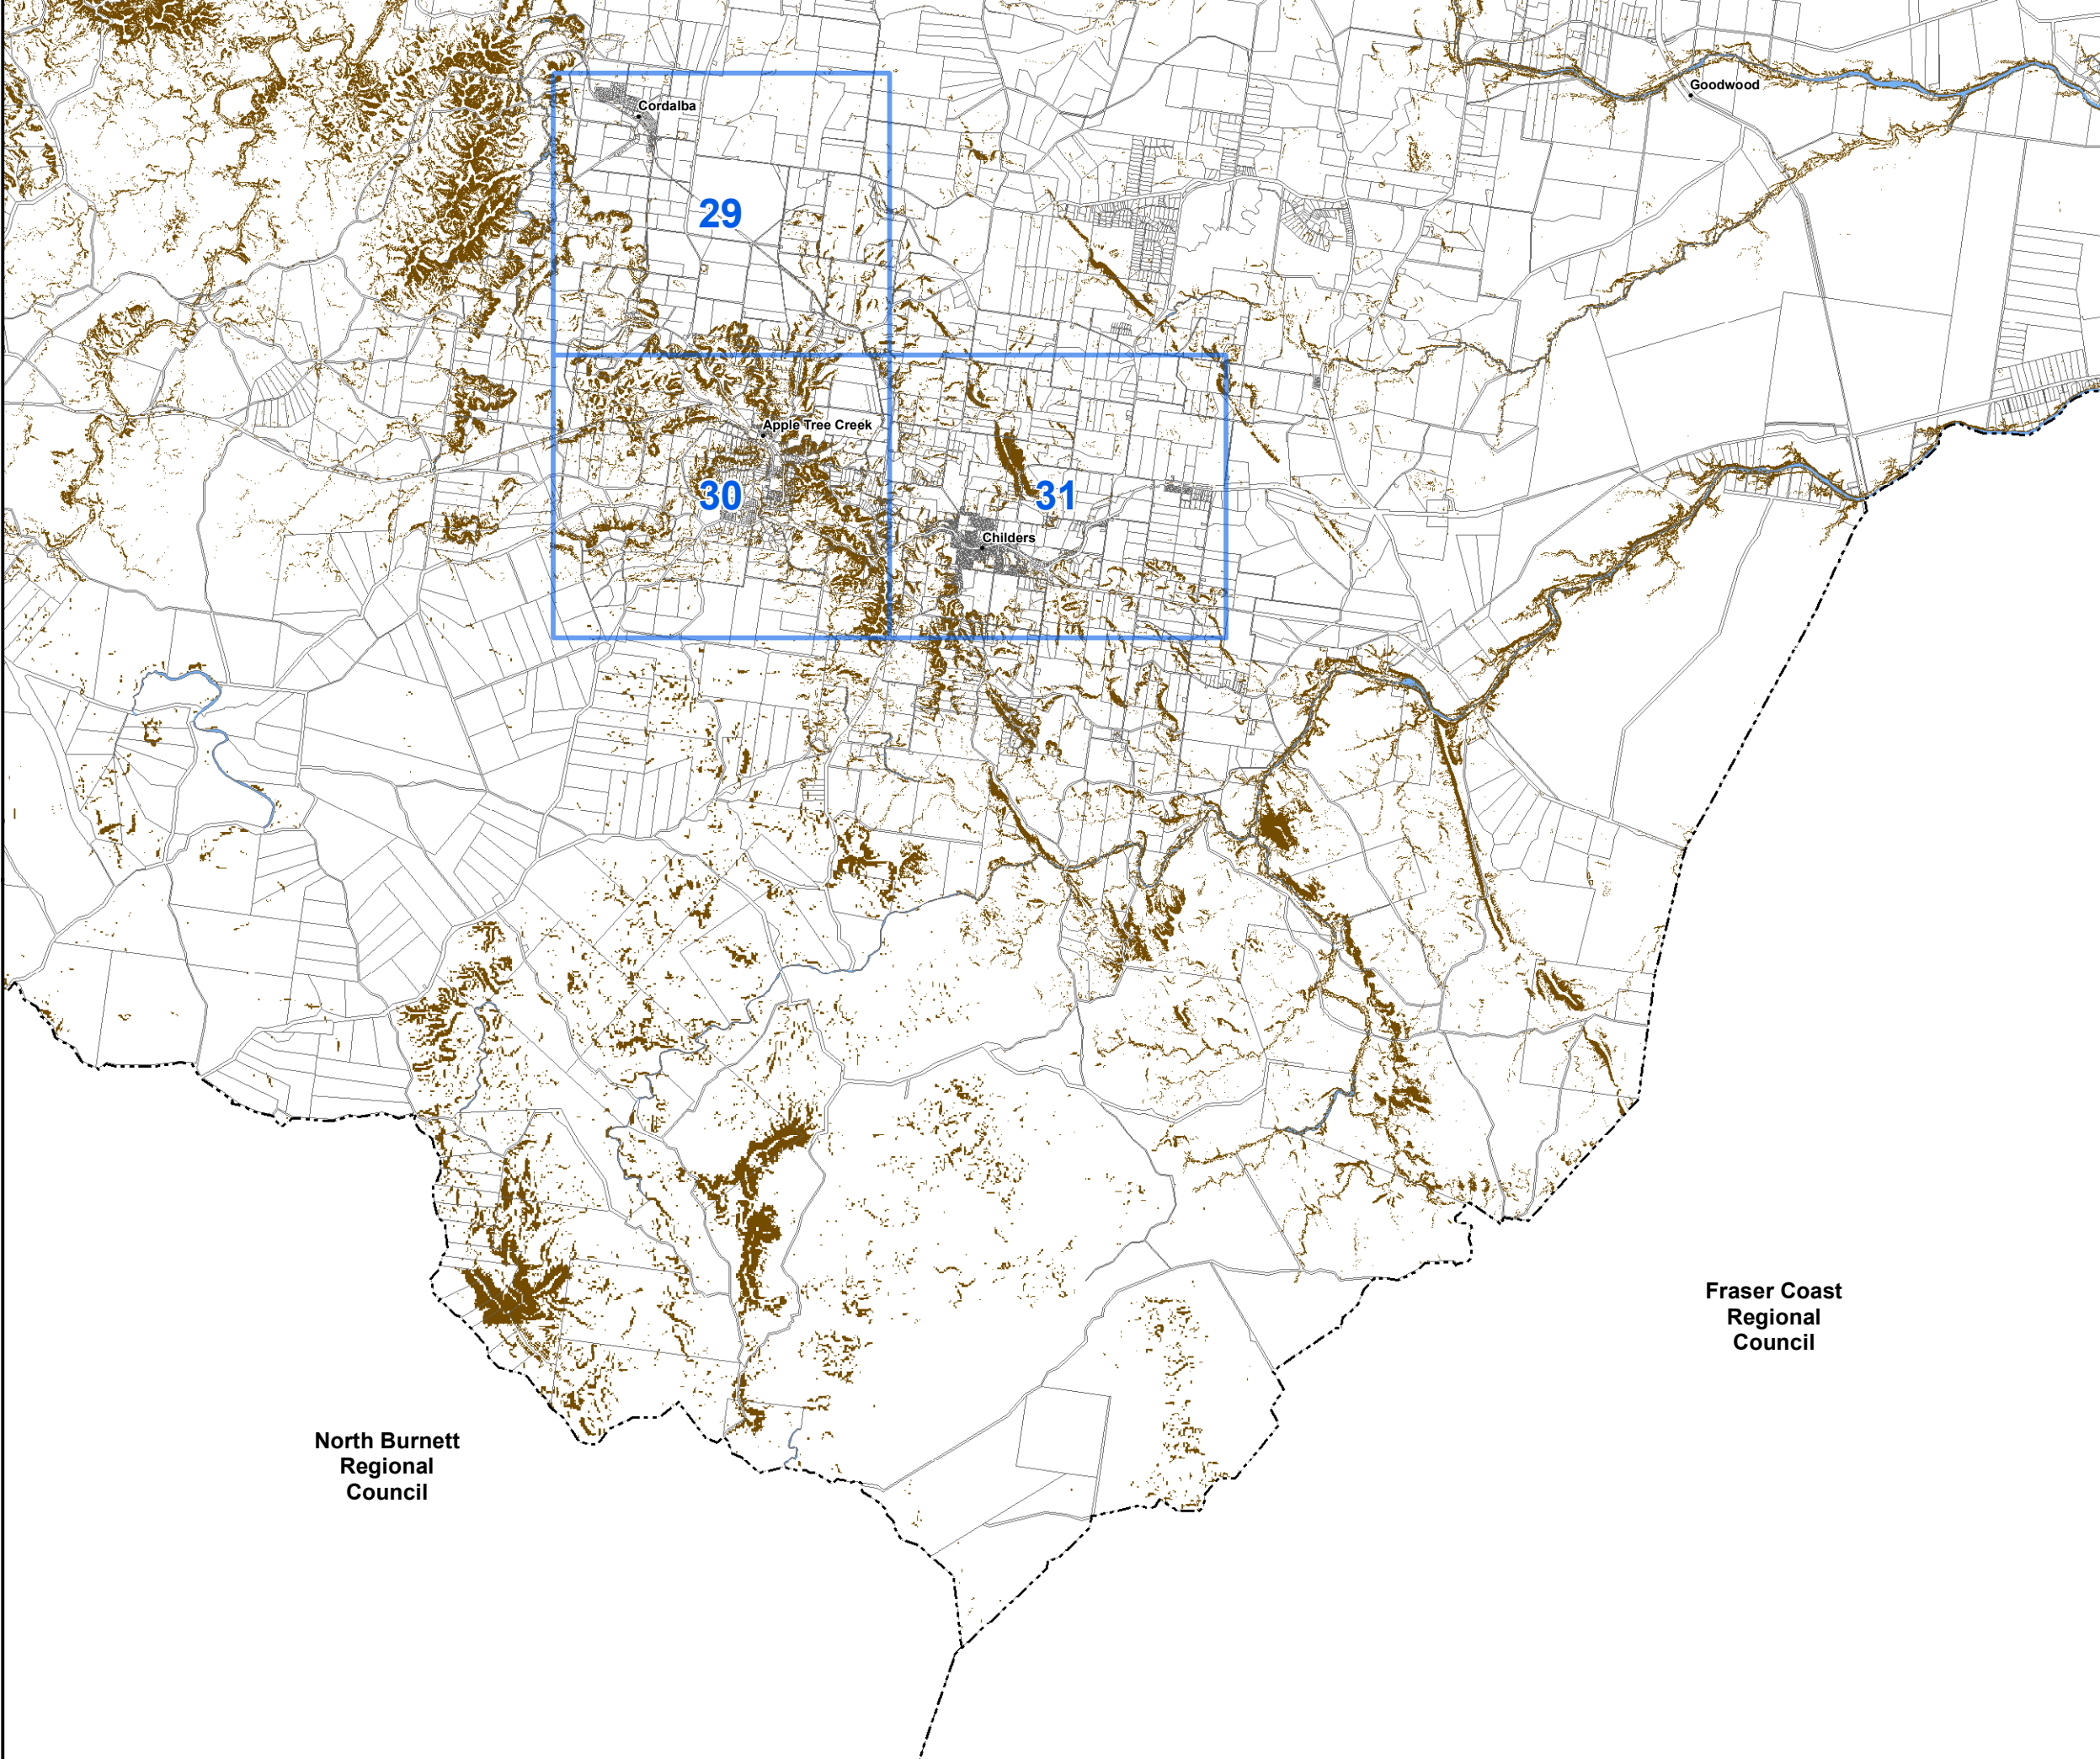 Goodwood
Cordalba
29
Apple Tree Creek
30
31
Childers
Fraser Coast
Regional
Council
North Burnett
Regional
Council